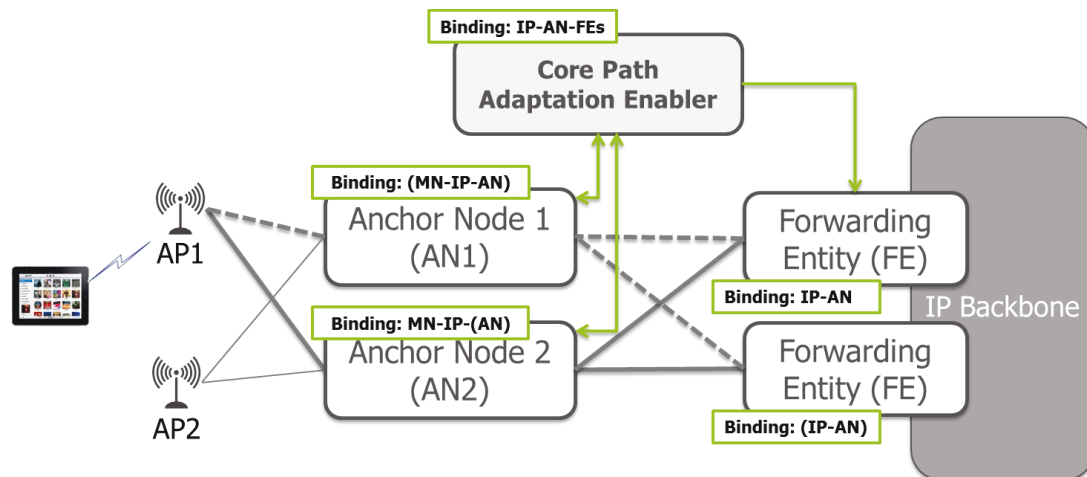 Binding: IP-AN-FEs
Core Path
Adaptation Enabler
Binding: (MN-IP-AN)
Anchor Node 1
(AN1)
AP1
Forwarding
Entity (FE)
Binding: IP-AN
IP Backbone
Binding: MN-IP-(AN)
Anchor Node 2
(AN2)
AP2
Forwarding
Entity (FE)
Binding: (IP-AN)